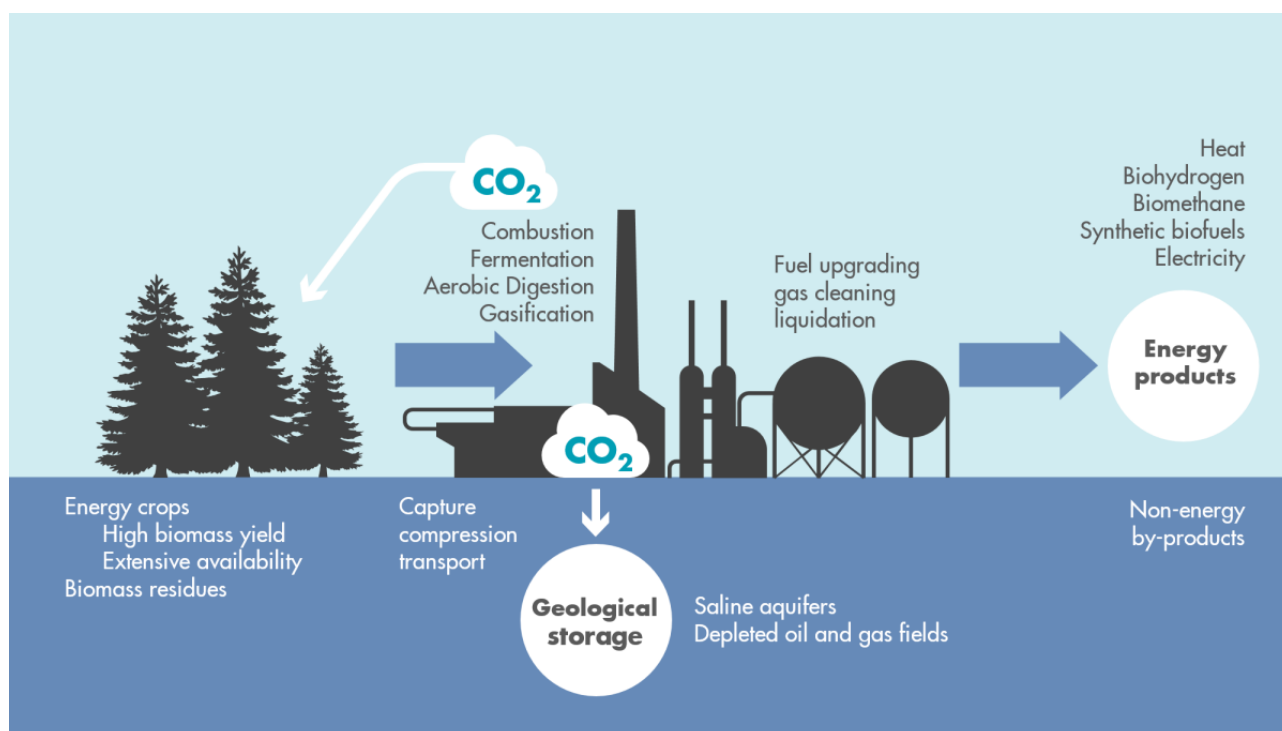 CO₂
Combustion
Fermentation
Aerobic Digestion
Gasification
Fuel upgrading
gas cleaning
liquidation
Heat
Biohydrogen
Biomethane
Synthetic biofuels
Electricity
Energy
products
CO₂
Energy crops
High biomass yield
Extensive availability
Biomass residues
Capture
compression
transport
Geological
storage
Saline aquifers
Depleted oil and gas fields
Non-energy
by-products